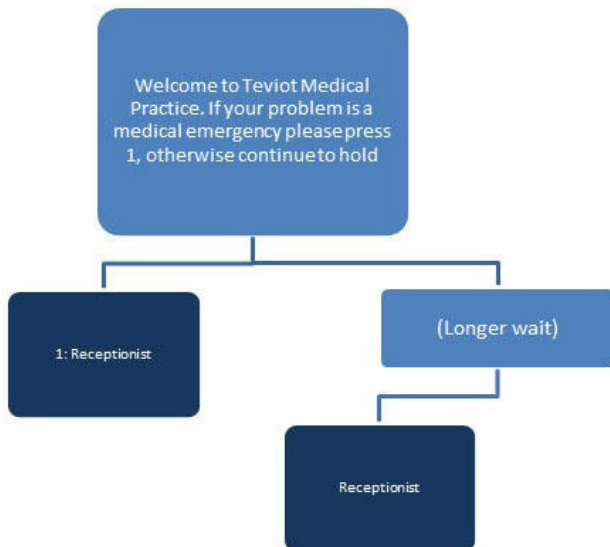 Welcome to Teviot Medical
Practice. If your problem is a
medical emergency please press
1, otherwise continue to hold
1: Receptionist
(Longer wait)
Receptionist